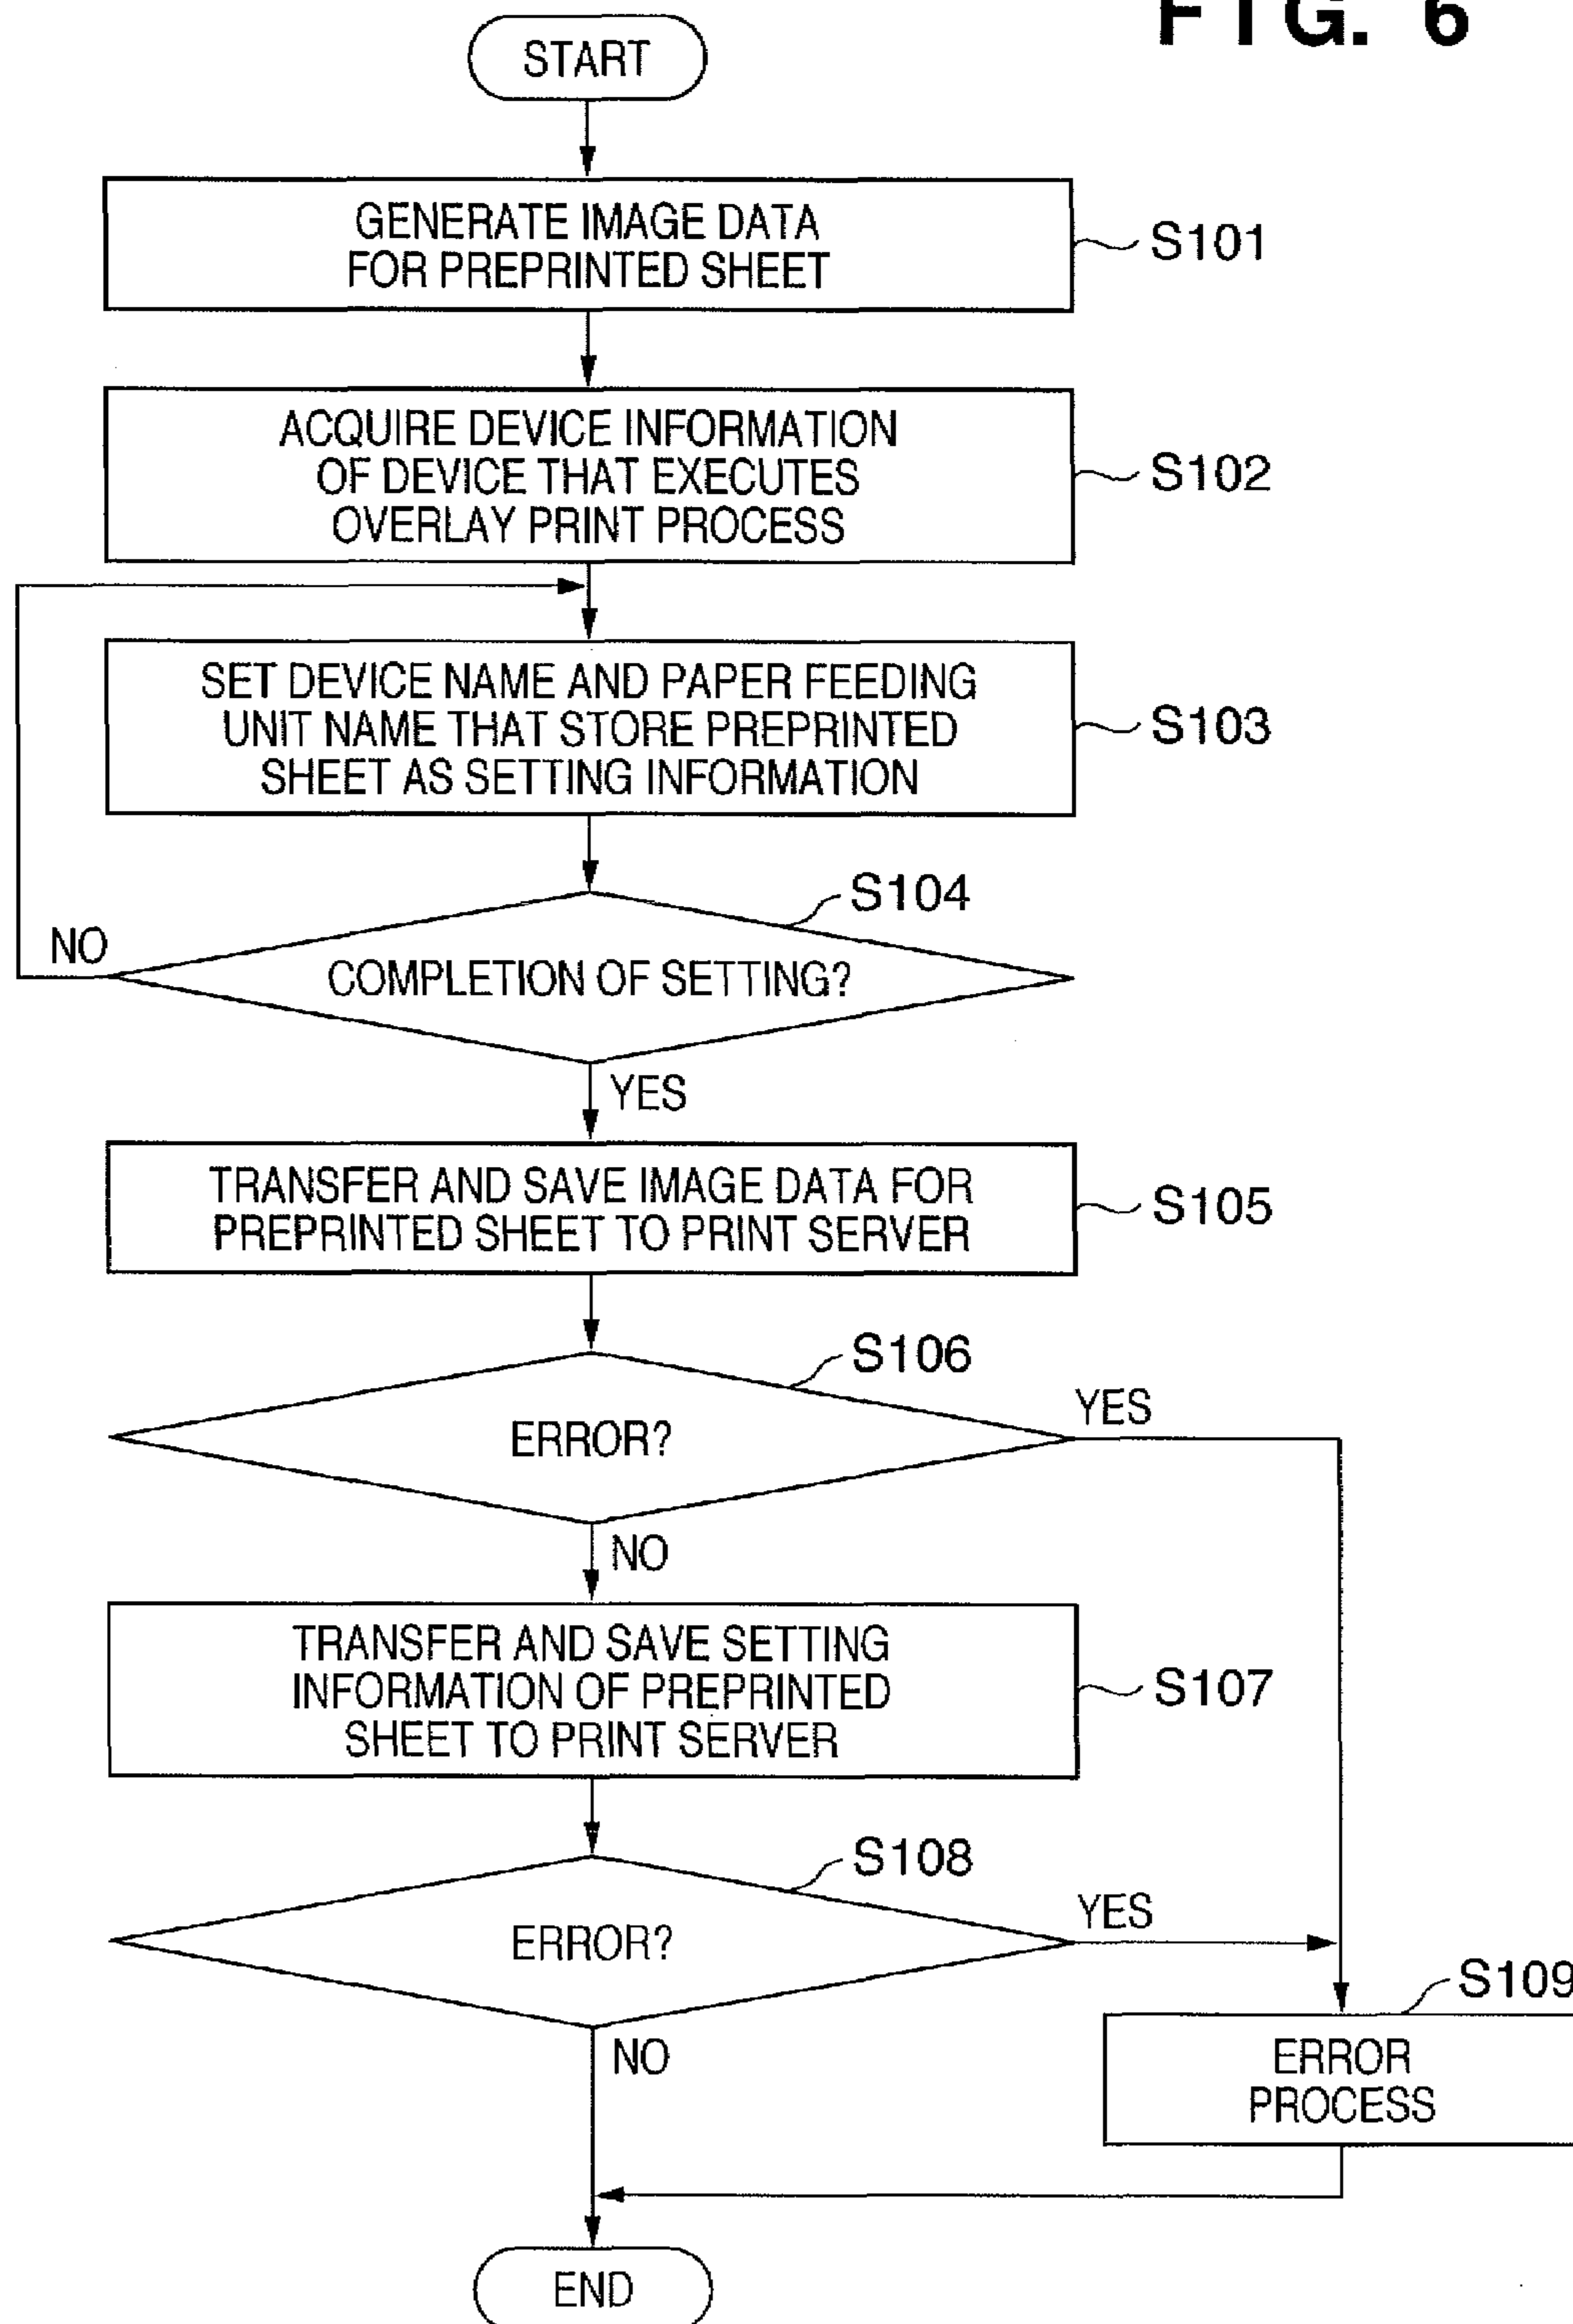 FIG. 6
START
GENERATE IMAGE DATA
FOR PREPRINTED SHEET
S101
ACQUIRE DEVICE INFORMATION
OF DEVICE THAT EXECUTES
OVERLAY PRINT PROCESS
S102
SET DEVICE NAME AND PAPER FEEDING
UNIT NAME THAT STORE PREPRINTED
SHEET AS SETTING INFORMATION
S103
S104
NO
COMPLETION OF SETTING?
YES
TRANSFER AND SAVE IMAGE DATA FOR
PREPRINTED SHEET TO PRINT SERVER
S105
S106
YES
ERROR?
NO
TRANSFER AND SAVE SETTING
INFORMATION OF PREPRINTED
SHEET TO PRINT SERVER
S107
S108
YES
ERROR?
S109
NO
ERROR
PROCESS
END